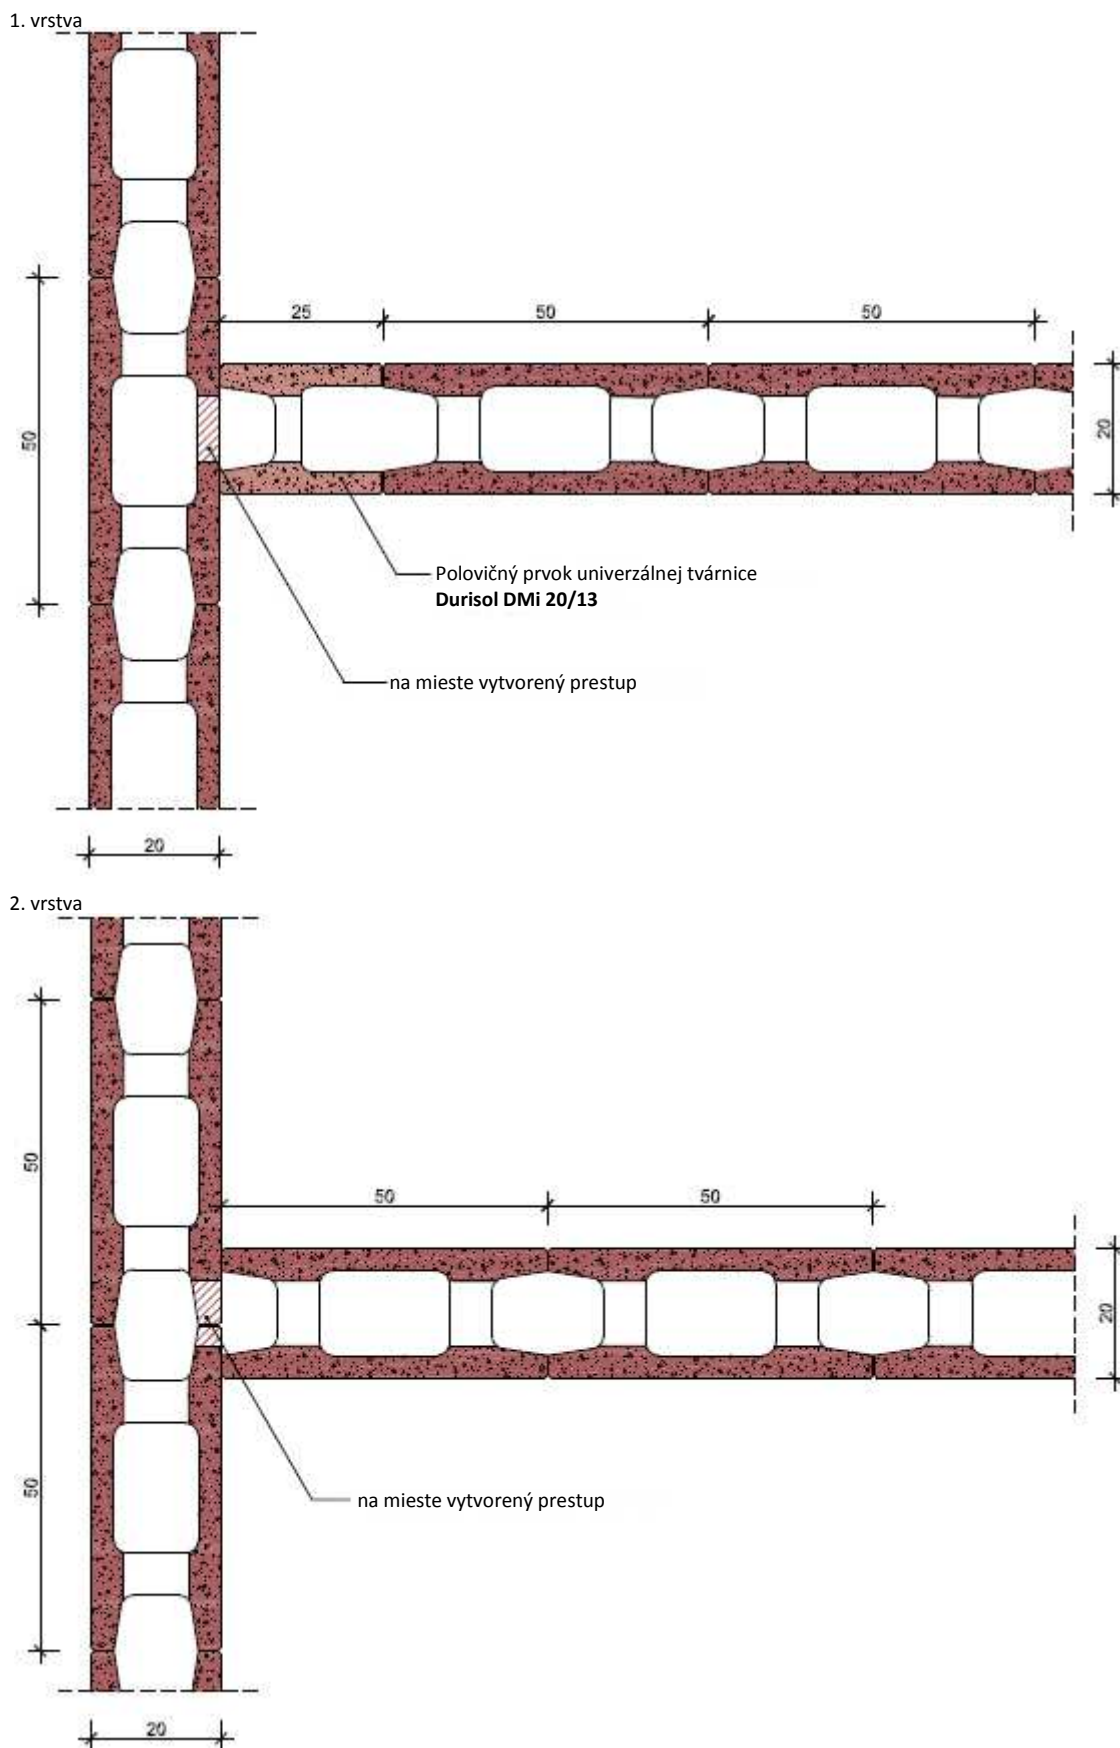 1. vrstva
25
50
50
50
20
Polovičný prvok univerzálnej tvárnice
Durisol DMi 20/13
na mieste vytvorený prestup
20
2. vrstva
50
50
50
20
50
na mieste vytvorený prestup
20